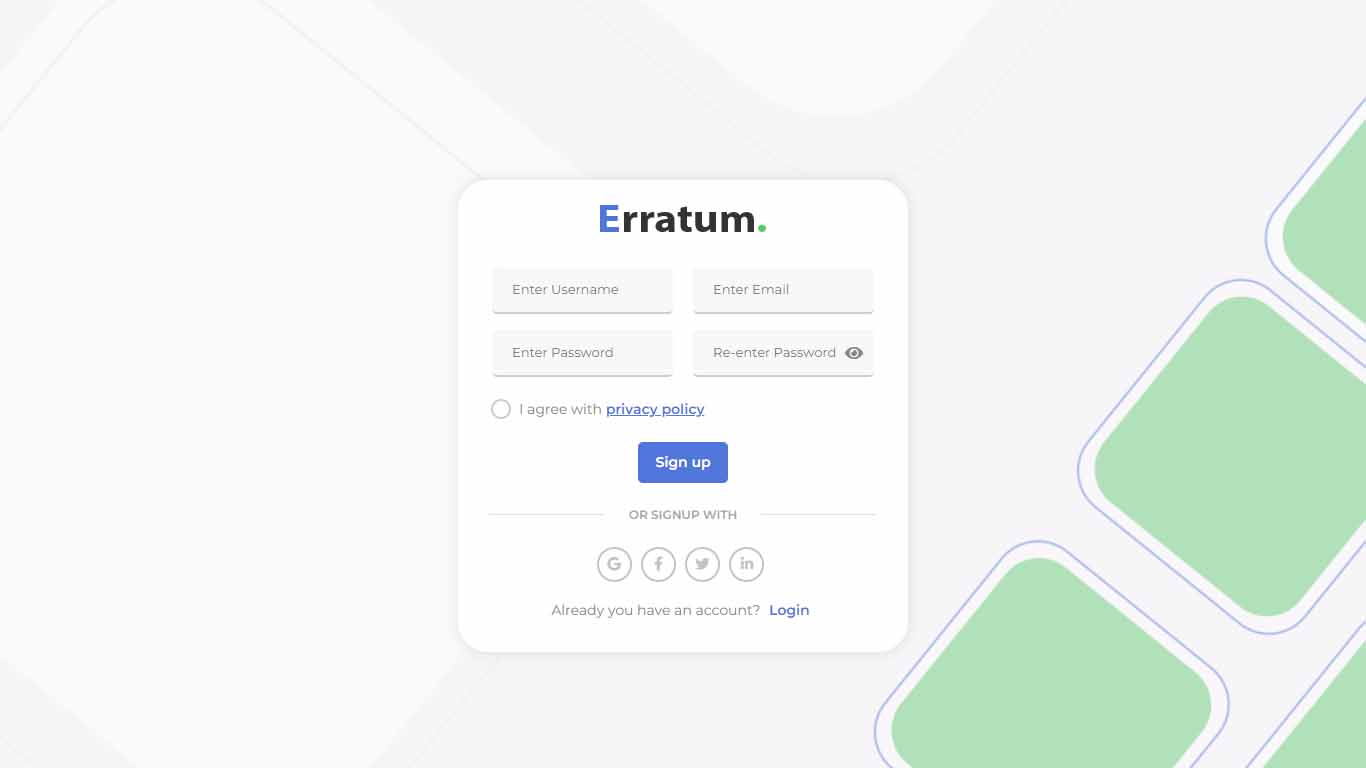 Erratum.
Enter Username
Enter Email
Enter Password
Re-enter Password
I agree with privacy policy
Sign up
OR SIGNUP WITH
Already you have an account? Login